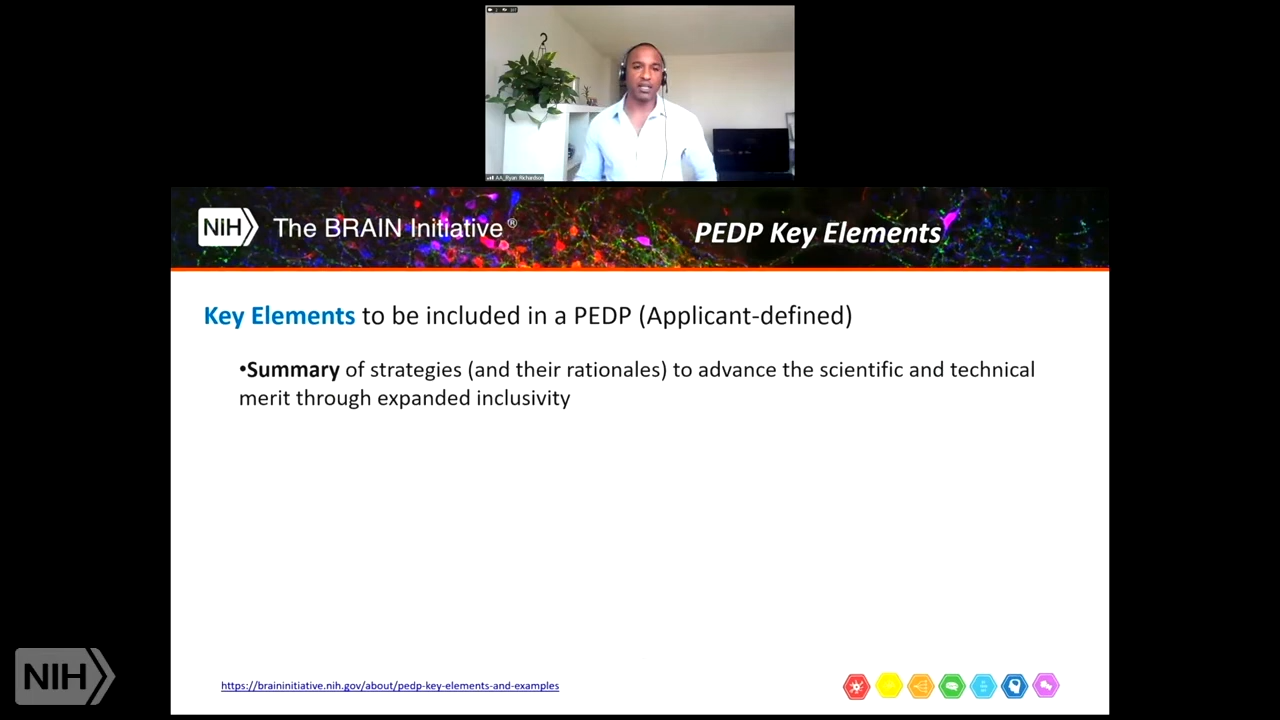 AA_Ryan Richardson
NIH
The BRAIN Initiative®
PEDP Key Elements
Key Elements to be included in a PEDP (Applicant-defined)
•Summary of strategies (and their rationales) to advance the scientific and technical
merit through expanded inclusivity
NIH
https://braininitiative.nih.gov/about/pedp-key-elements-and-examples